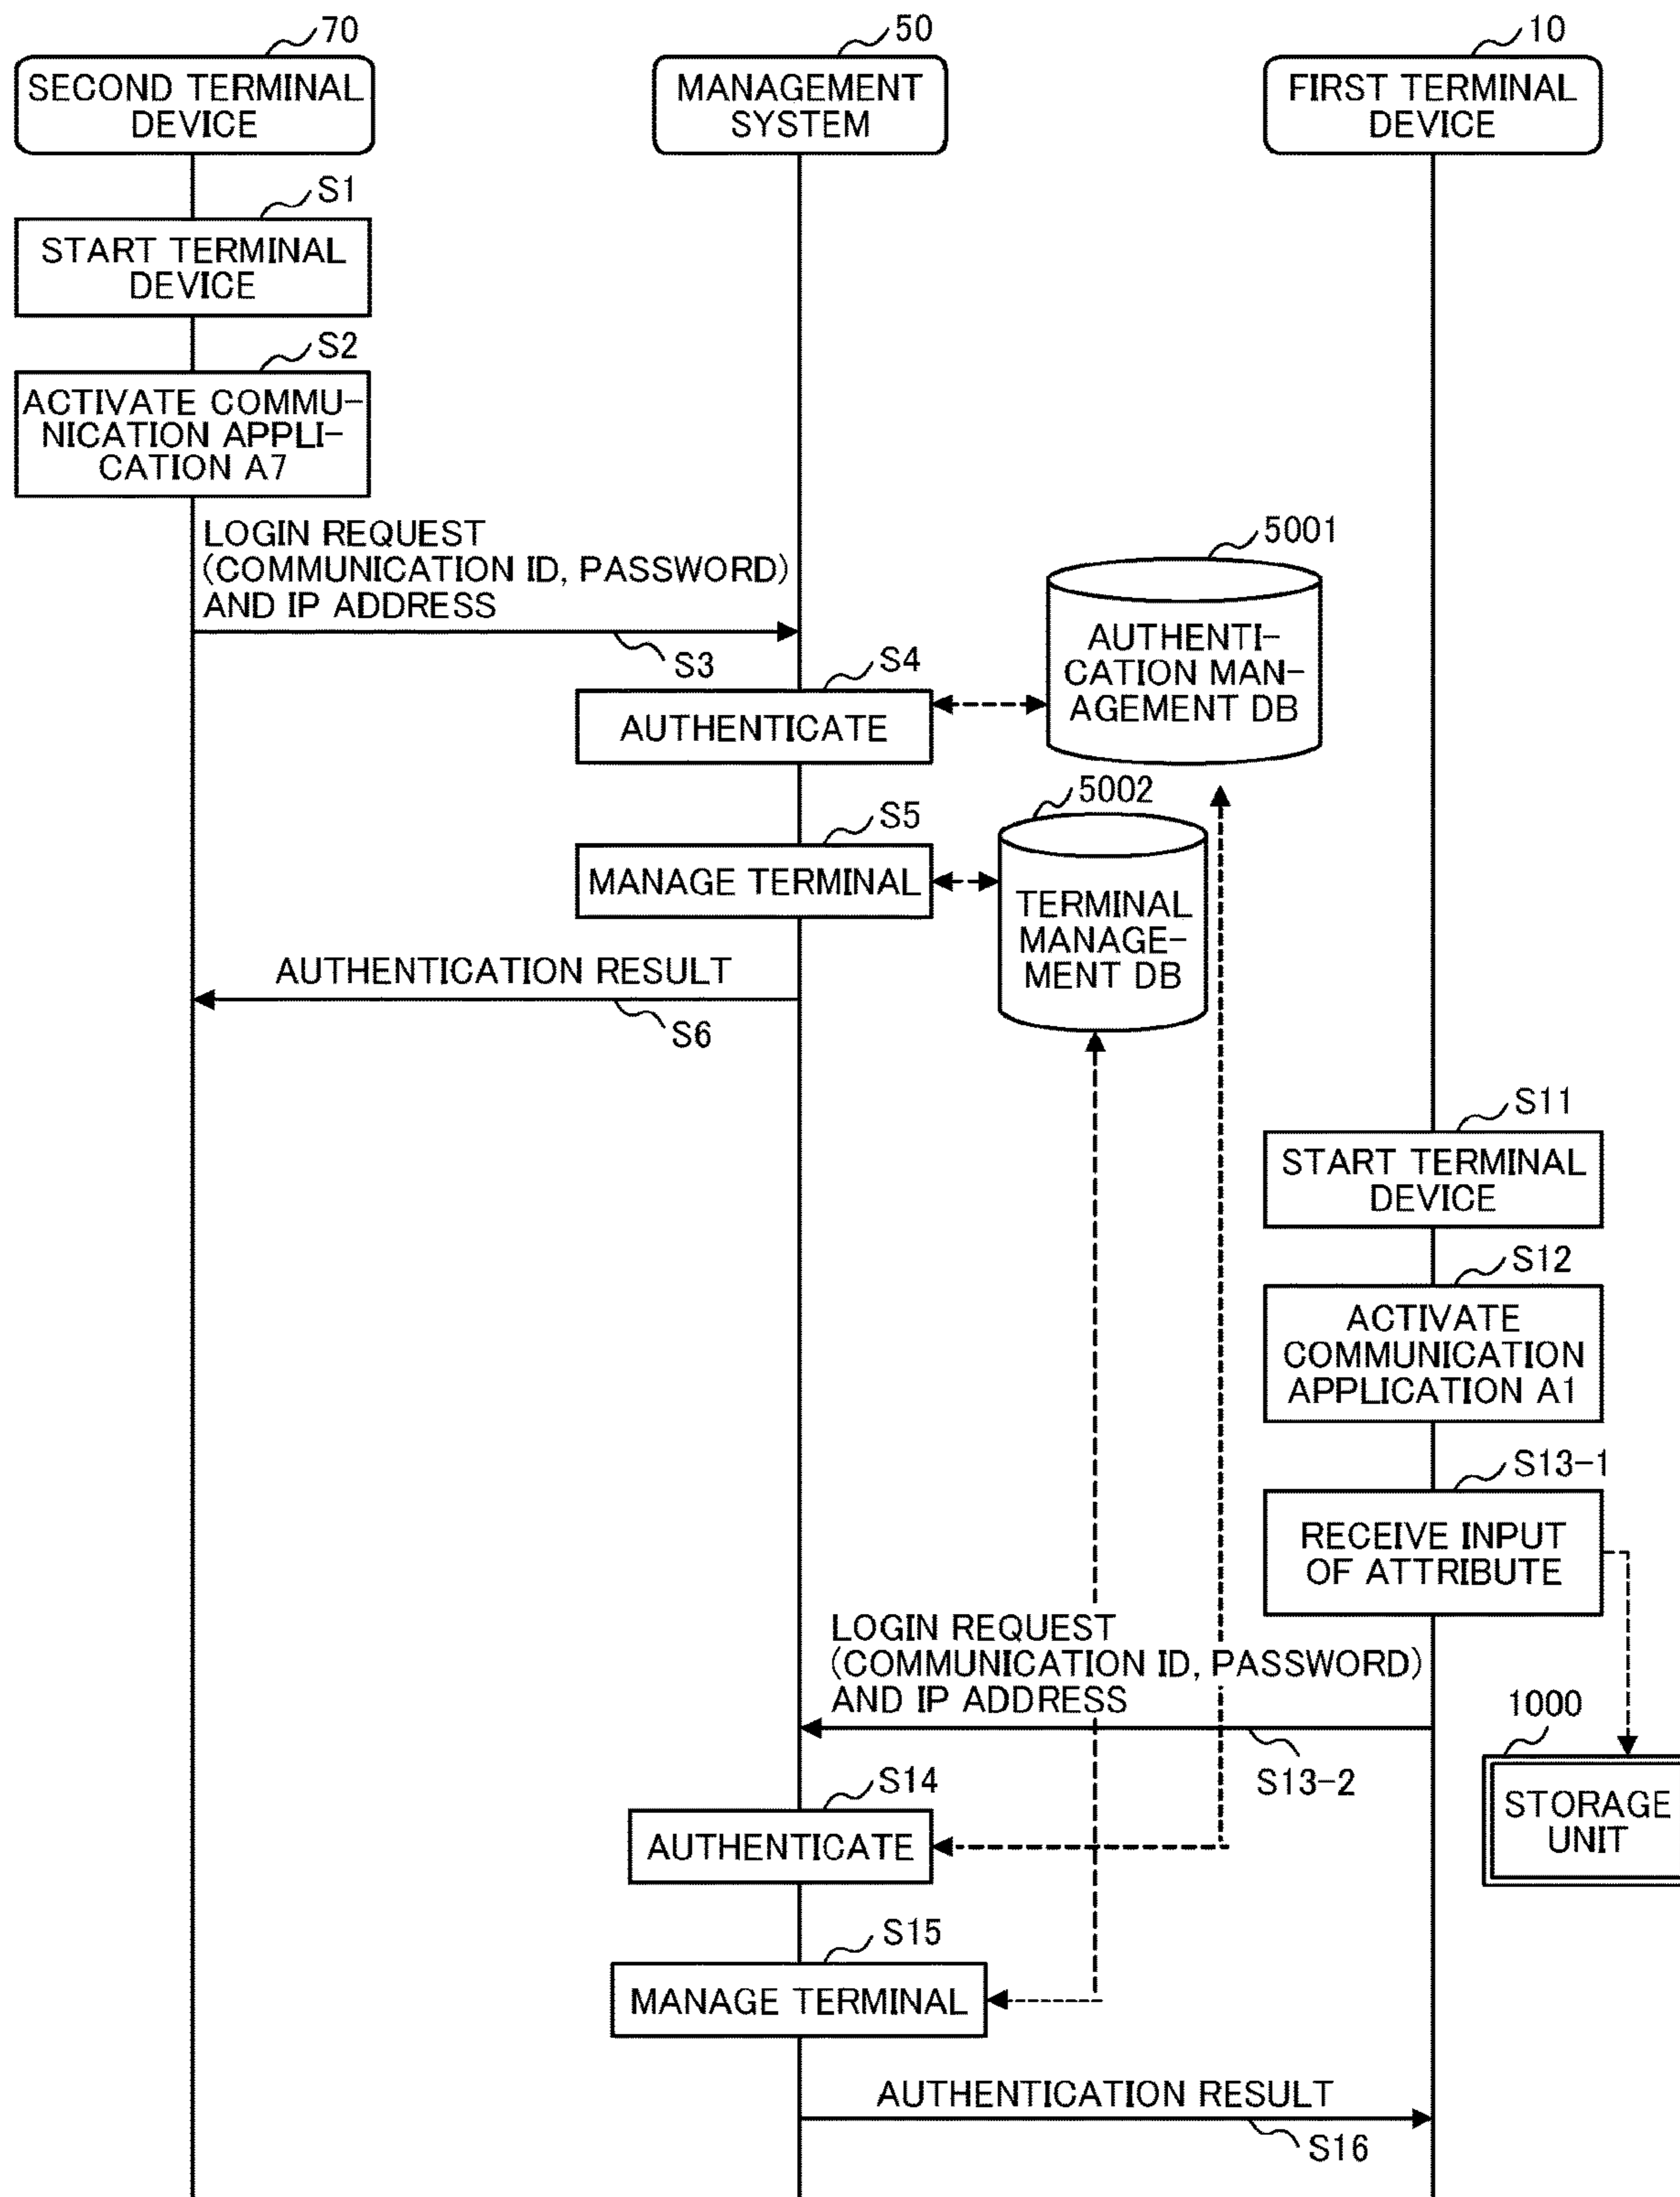 70
50
10
SECOND TERMINAL
DEVICE
MANAGEMENT
SYSTEM
FIRST TERMINAL
DEVICE
S1
START TERMINAL
DEVICE
S2
ACTIVATE COMMU-
NICATION APPLI-
CATION A7
LOGIN REQUEST
(COMMUNICATION ID, PASSWORD)
AND IP ADDRESS
S3
5001
AUTHENTI-
CATION MAN-
AGEMENT DB
S4
AUTHENTICATE
5002
TERMINAL
MANAGE-
MENT DB
S5
MANAGE TERMINAL
AUTHENTICATION RESULT
S6
S11
START TERMINAL
DEVICE
S12
ACTIVATE
COMMUNICATION
APPLICATION A1
S13-1
RECEIVE INPUT
OF ATTRIBUTE
LOGIN REQUEST
(COMMUNICATION ID, PASSWORD)
AND IP ADDRESS
S13-2
1000
STORAGE
UNIT
S14
AUTHENTICATE
S15
MANAGE TERMINAL
AUTHENTICATION RESULT
S16